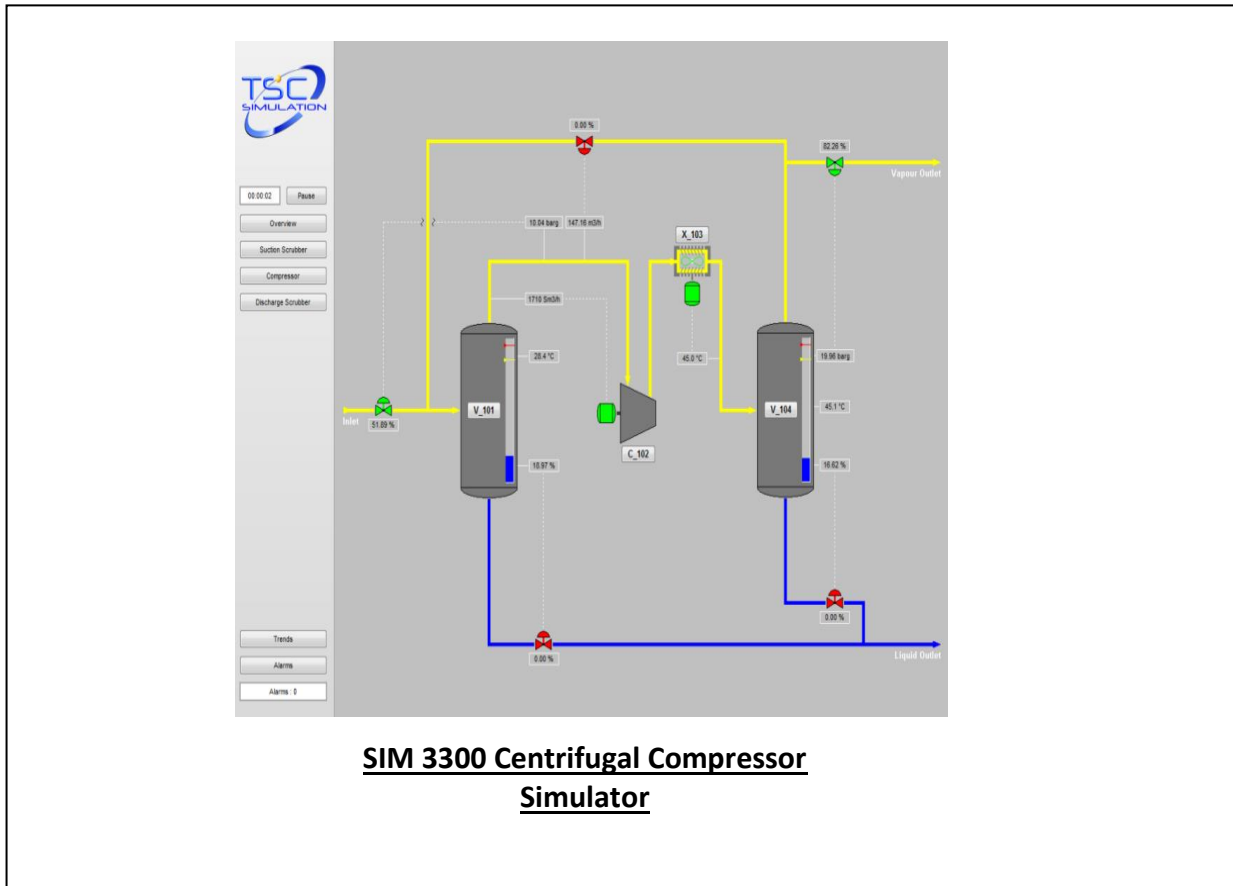 TSC
SIMULATION
00:00:02 Pause
Overview
Suction Scrubber
Compressor
Discharge Scrubber
Trends
Alarms
Alarms : 0
0.00 %
82.26 %
Vapour Outlet
10.04 barg 147.16 m3/h
X_103
1710 Sm3/h
28.4 °C
45.0 °C
19.96 barg
Inlet
51.89 %
V_101
C_102
V_104
45.1 °C
10.97 %
16.62 %
0.00 %
0.00 %
Liquid Outlet
SIM 3300 Centrifugal Compressor
Simulator